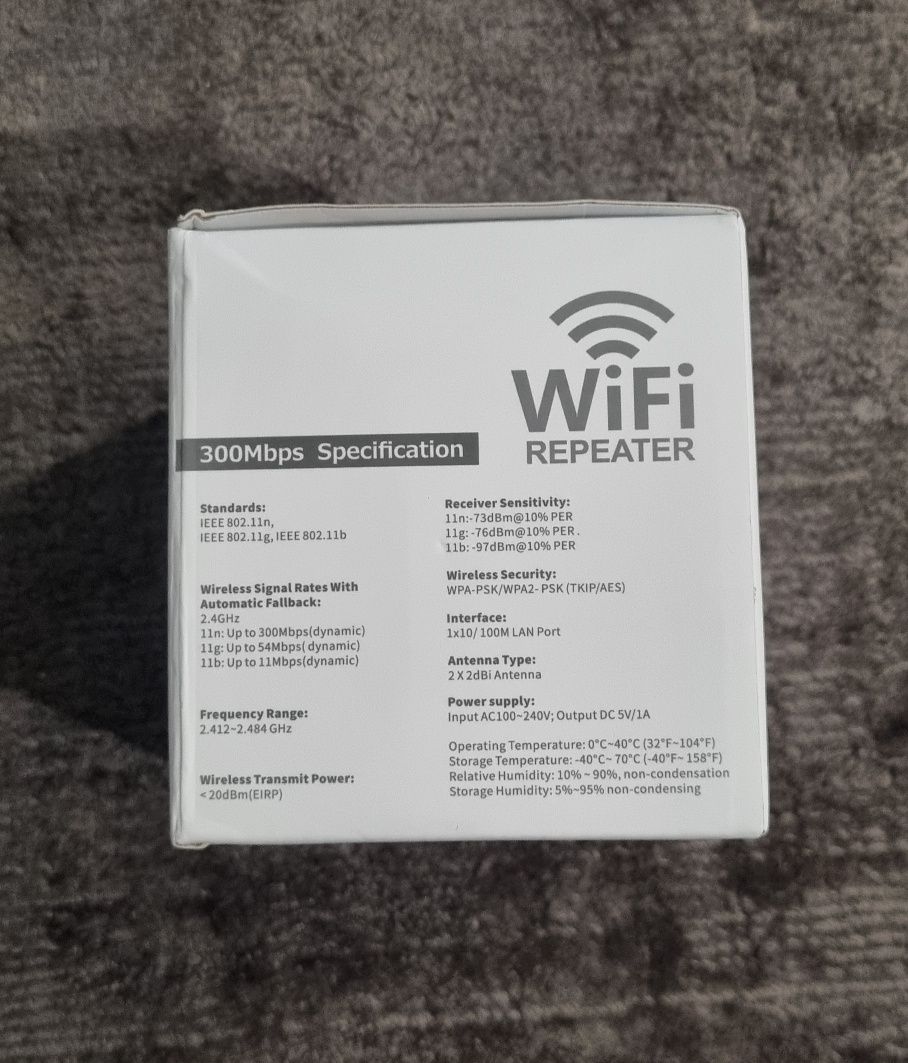 WiFi
REPEATER
300Mbps Specification
Standards:
IEEE 802.11n,
IEEE 802.11g, IEEE 802.11b
Wireless Signal Rates With
Automatic Fallback:
2.4GHz
11n: Up to 300Mbps(dynamic)
11g: Up to 54Mbps( dynamic)
11b: Up to 11Mbps(dynamic)
Frequency Range:
2.412~2.484 GHz
Wireless Transmit Power:
< 20dBm(EIRP)
Receiver Sensitivity:
11n:-73dBm@10% PER
11g: -76dBm@10% PER .
11b: -97dBm@10% PER
Wireless Security:
WPA-PSK/WPA2- PSK (TKIP/AES)
Interface:
1x10/ 100M LAN Port
Antenna Type:
2 X 2dBi Antenna
Power supply:
Input AC100~240V; Output DC 5V/1A
Operating Temperature: 0°C~40°C (32°F~104°F)
Storage Temperature: -40°C~ 70°C (-40°F~ 158°F)
Relative Humidity: 10% ~ 90%, non-condensation
Storage Humidity: 5%~95% non-condensing